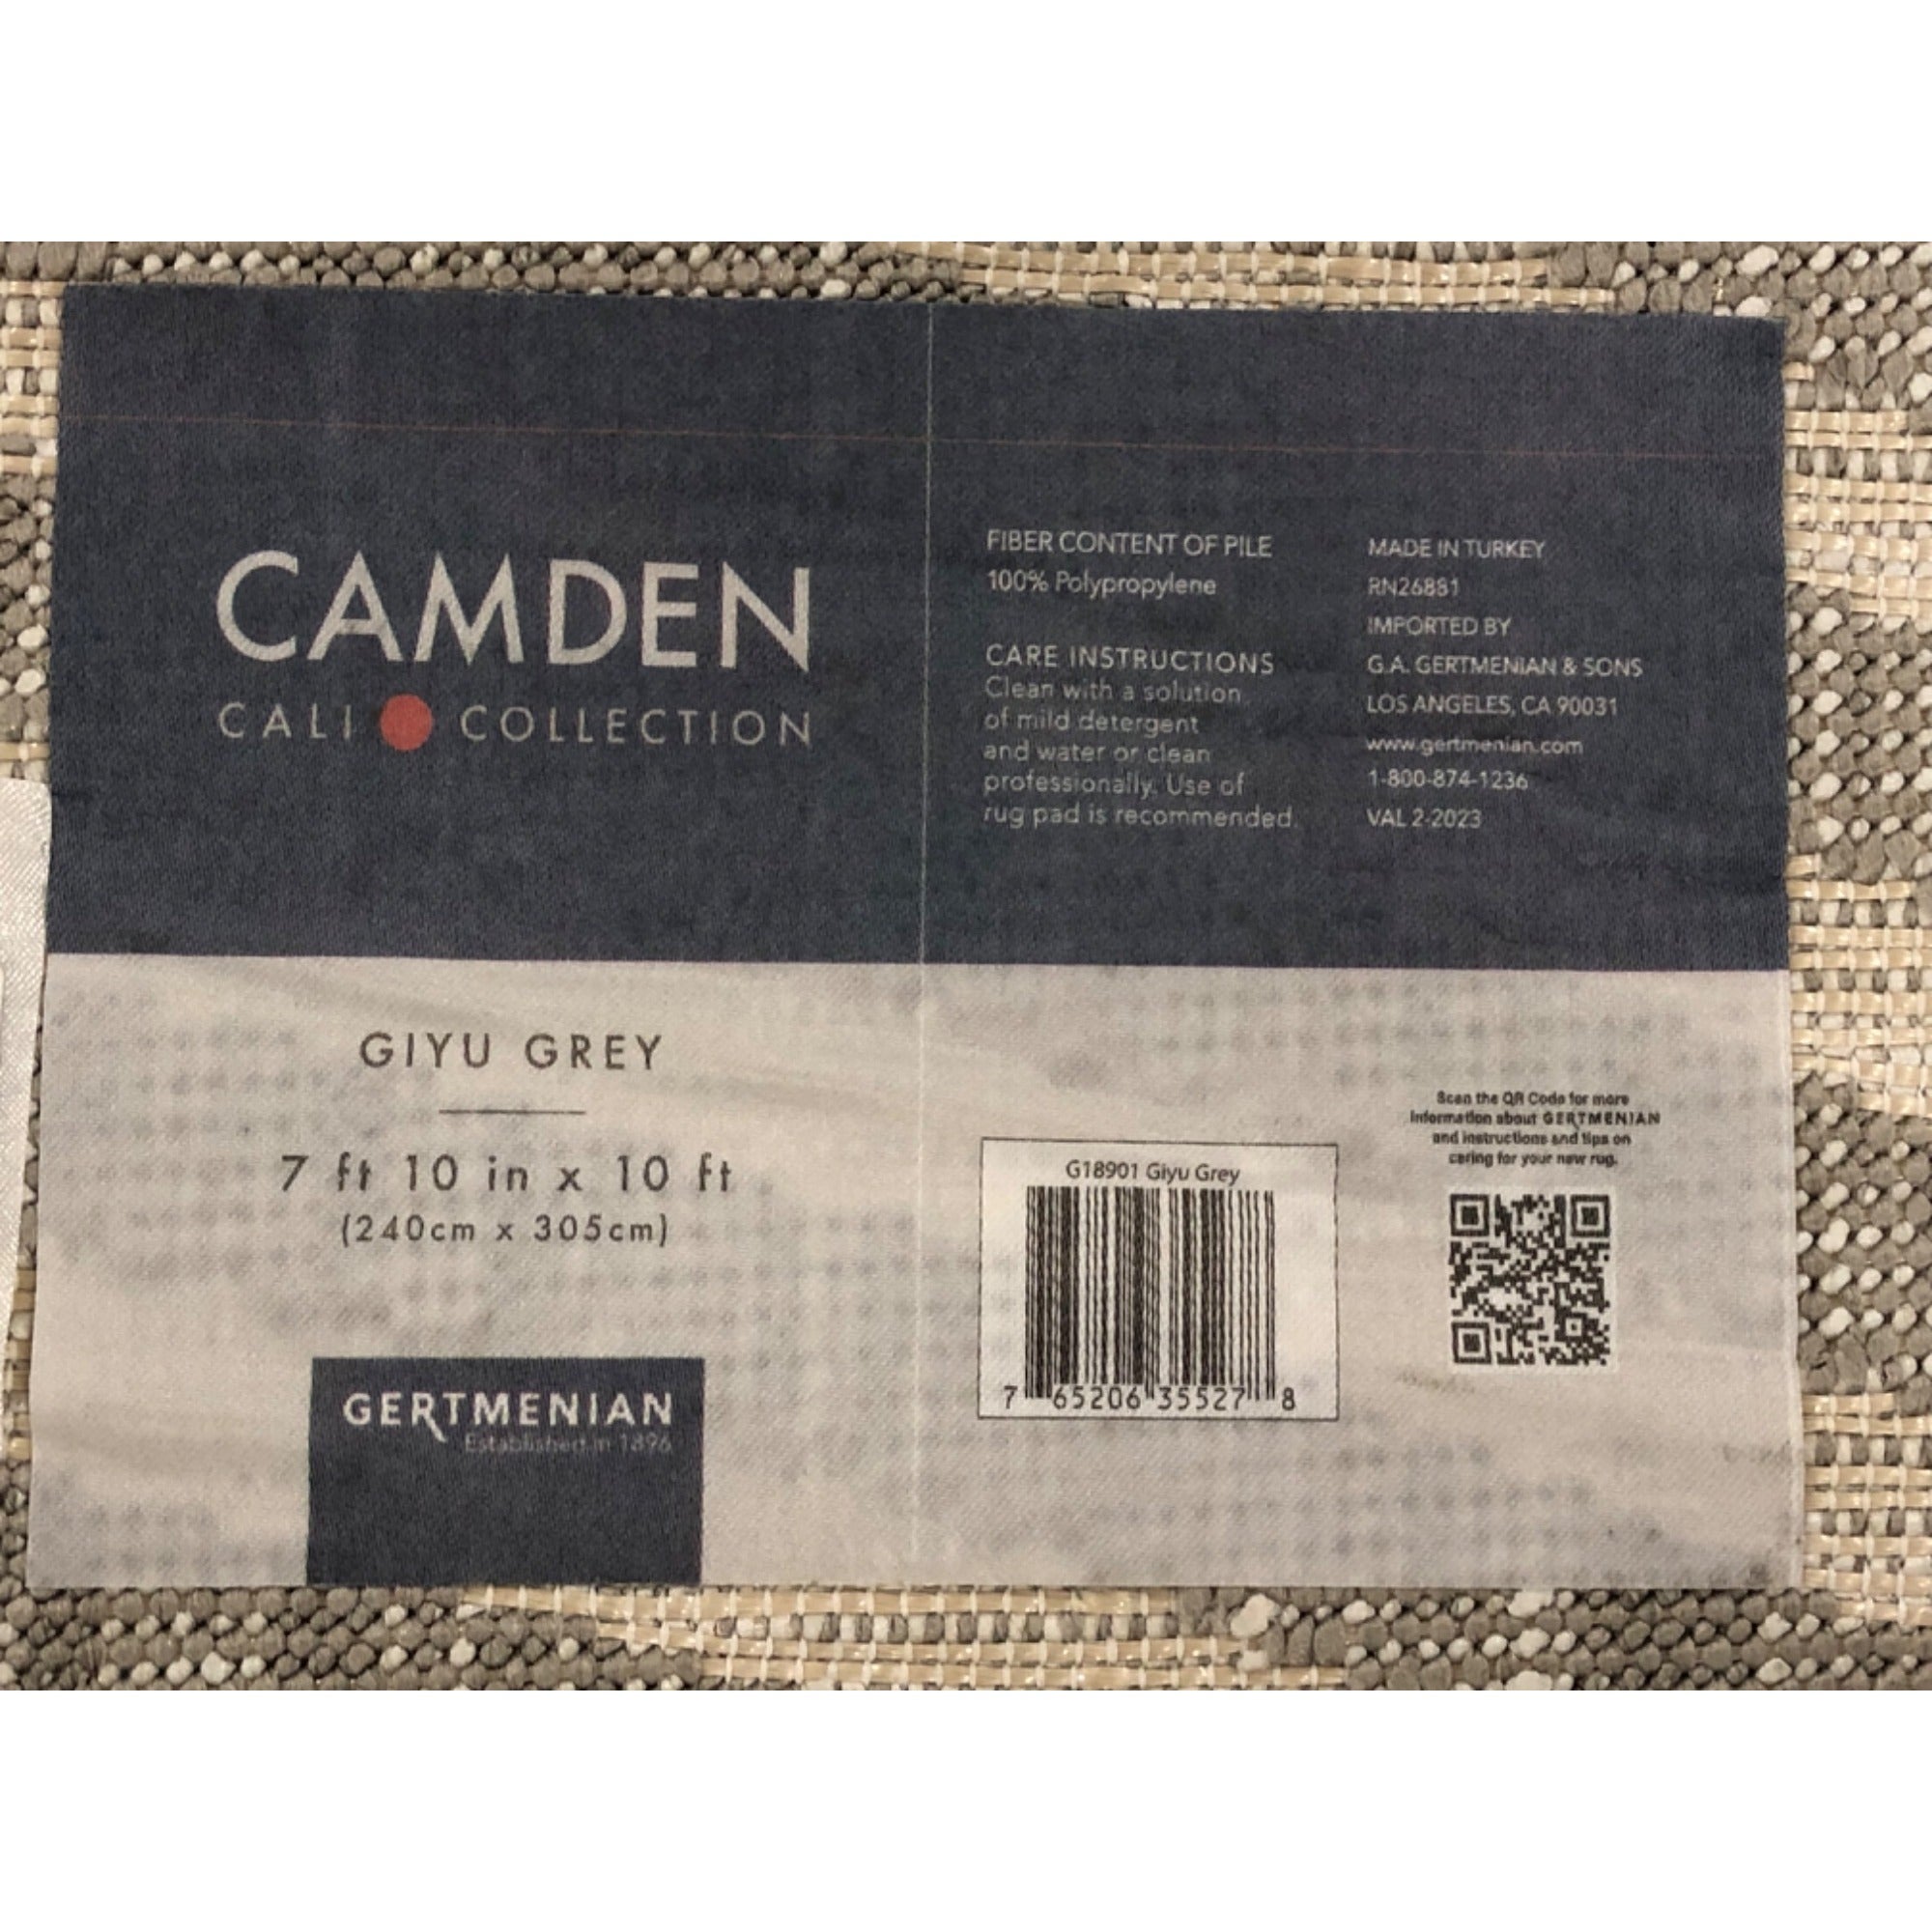 CAMDEN
CALI COLLECTION
FIBER CONTENT OF PILE
100% Polypropylene
CARE INSTRUCTIONS
Clean with a solution
of mild detergent
and water or clean
professionally. Use of
rug pad is recommended.
MADE IN TURKEY
RN26881
IMPORTED BY
G.A. GERTMENIAN & SONS
LOS ANGELES, CA 90031
www.gertmenian.com
1-800-874-1236
VAL 2-2023
GIYU GREY
7 ft 10 in x 10 ft
(240cm x 305cm)
GERTMENIAN
Established in 1896
G18901 Giyu Grey
7 65206 35527 8
Scan the QR Code for more
information about GERTMENIAN
and instructions and tips on
caring for your new rug.